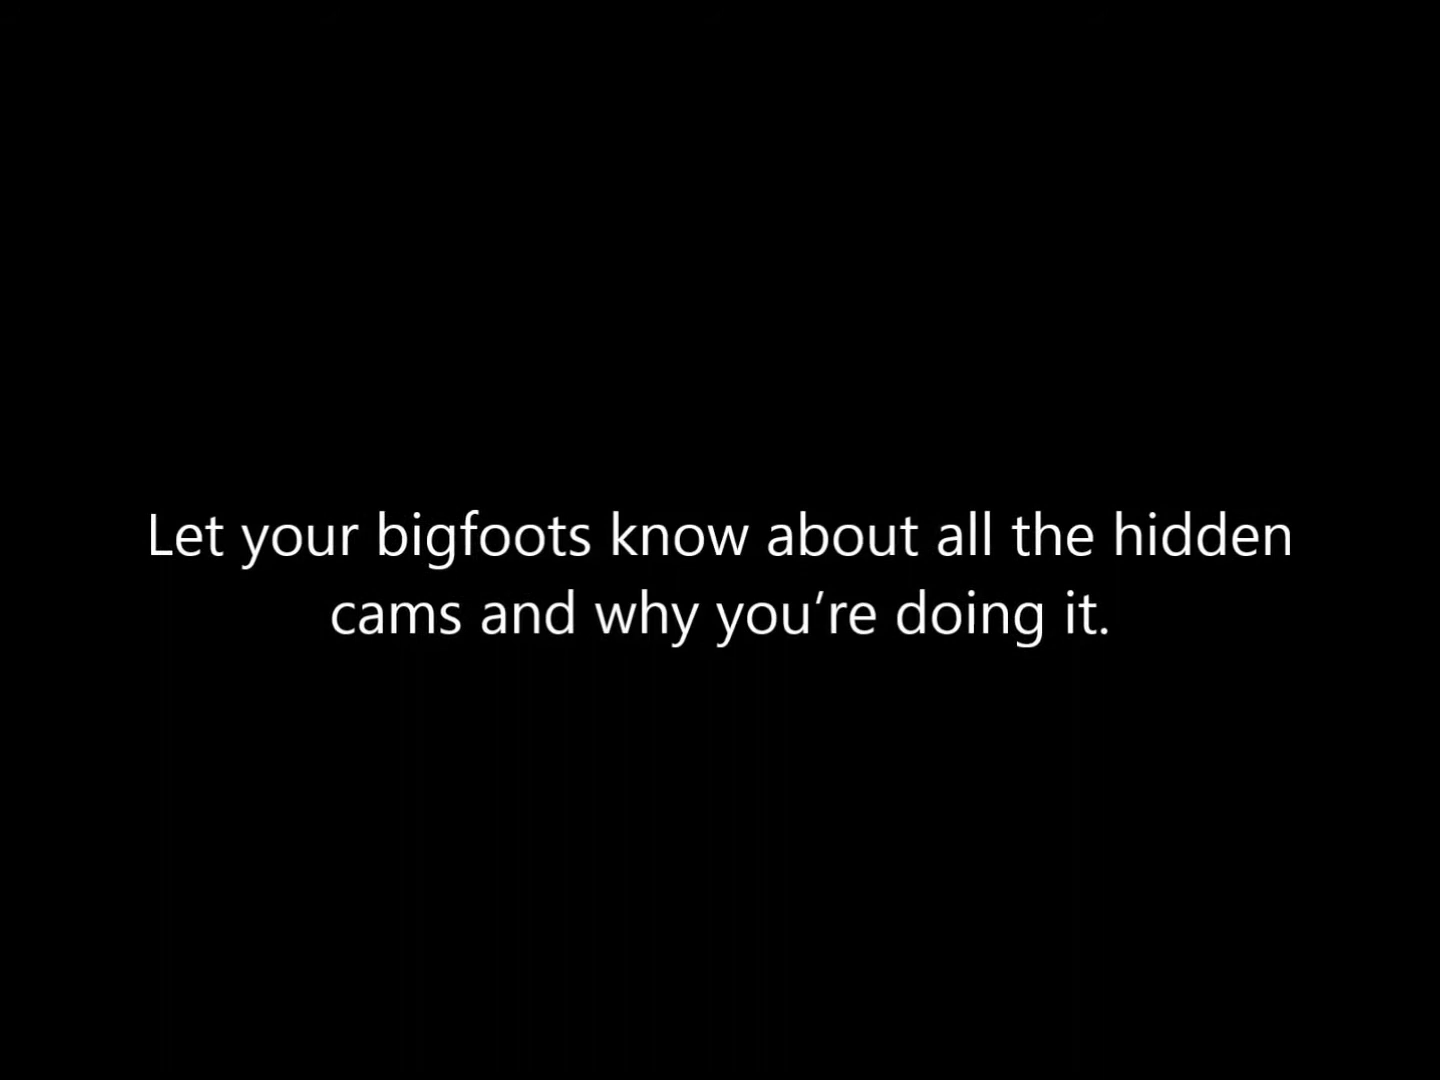 Let your bigfoots know about all the hidden
cams and why you’re doing it.